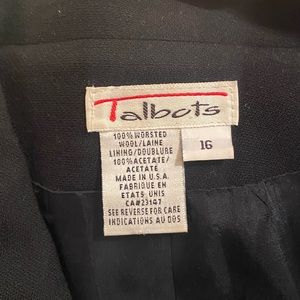 Talbots
16
100% WORSTED
WOOL/LAINE
LINING/DOUBLURE
100% ACETATE/
ACETATE
MADE IN U.S.A.
FABRIQUE EN
ETATS UNIS
CA#23147
SEE REVERSE FOR CARE
INDICATIONS AU DOS